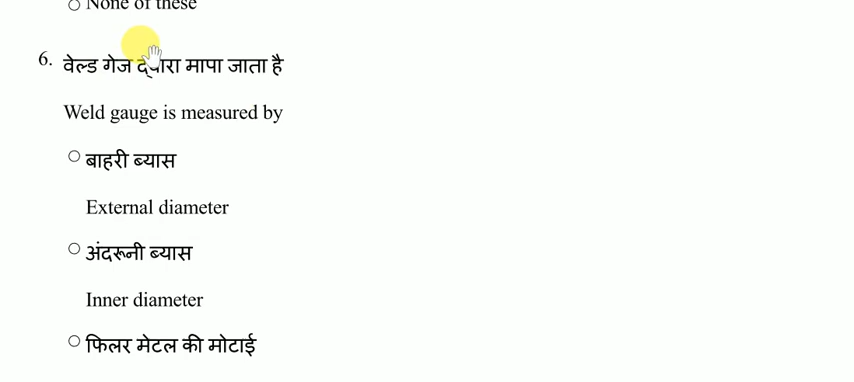 None of these
6. वेल्ड गेज द्वारा मापा जाता है
Weld gauge is measured by
बाहरी ब्यास
External diameter
अंदरूनी ब्यास
Inner diameter
फिलर मेटल की मोटाई